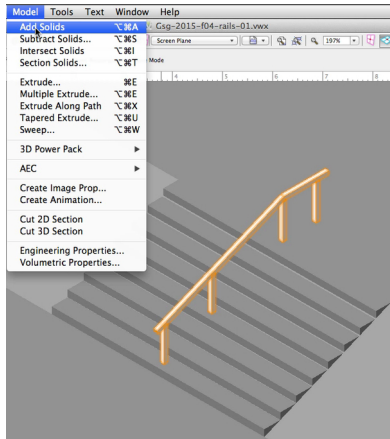 Model Tools Text Window Help
Add Solids ⌥⌘A
Gsg-2015-f04-rails-01.vwx
Subtract Solids... ⌥⌘S
Screen Plane
197%
Intersect Solids ⌥⌘I
Mode
Section Solids... ⌥⌘T
Extrude... ⌘E
4 5 6 7 8
Multiple Extrude... ⌥⌘E
Extrude Along Path ⌥⌘X
Tapered Extrude... ⌥⌘U
Sweep... ⌥⌘W
3D Power Pack
AEC
Create Image Prop...
Create Animation...
Cut 2D Section
Cut 3D Section
Engineering Properties...
Volumetric Properties...